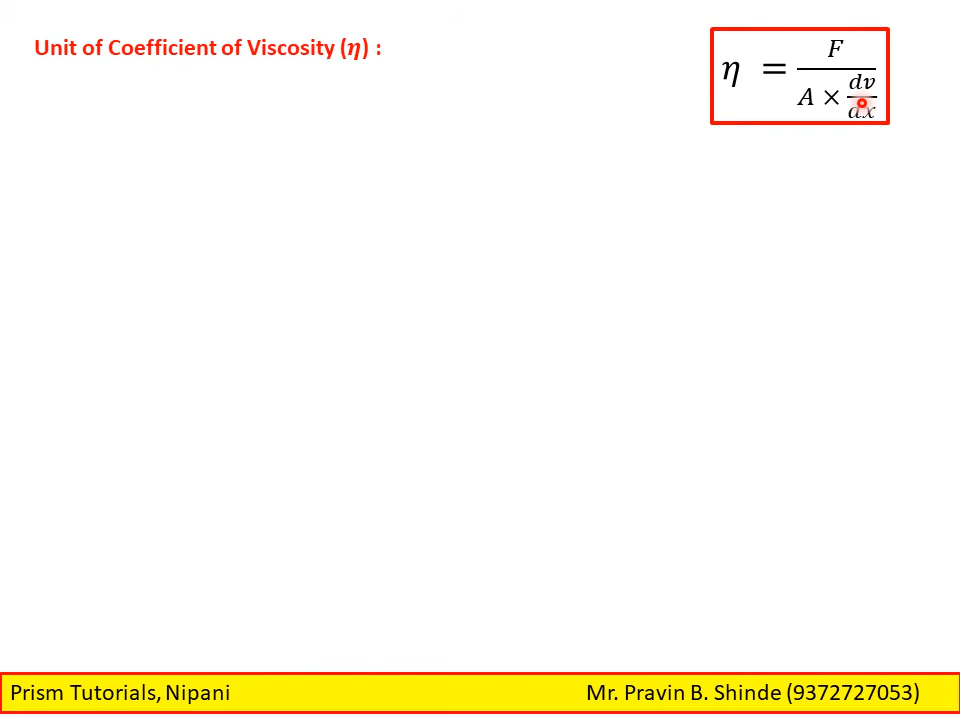 Unit of Coefficient of Viscosity (η) :
η = F / (A × dv/dx)
Prism Tutorials, Nipani
Mr. Pravin B. Shinde (9372727053)